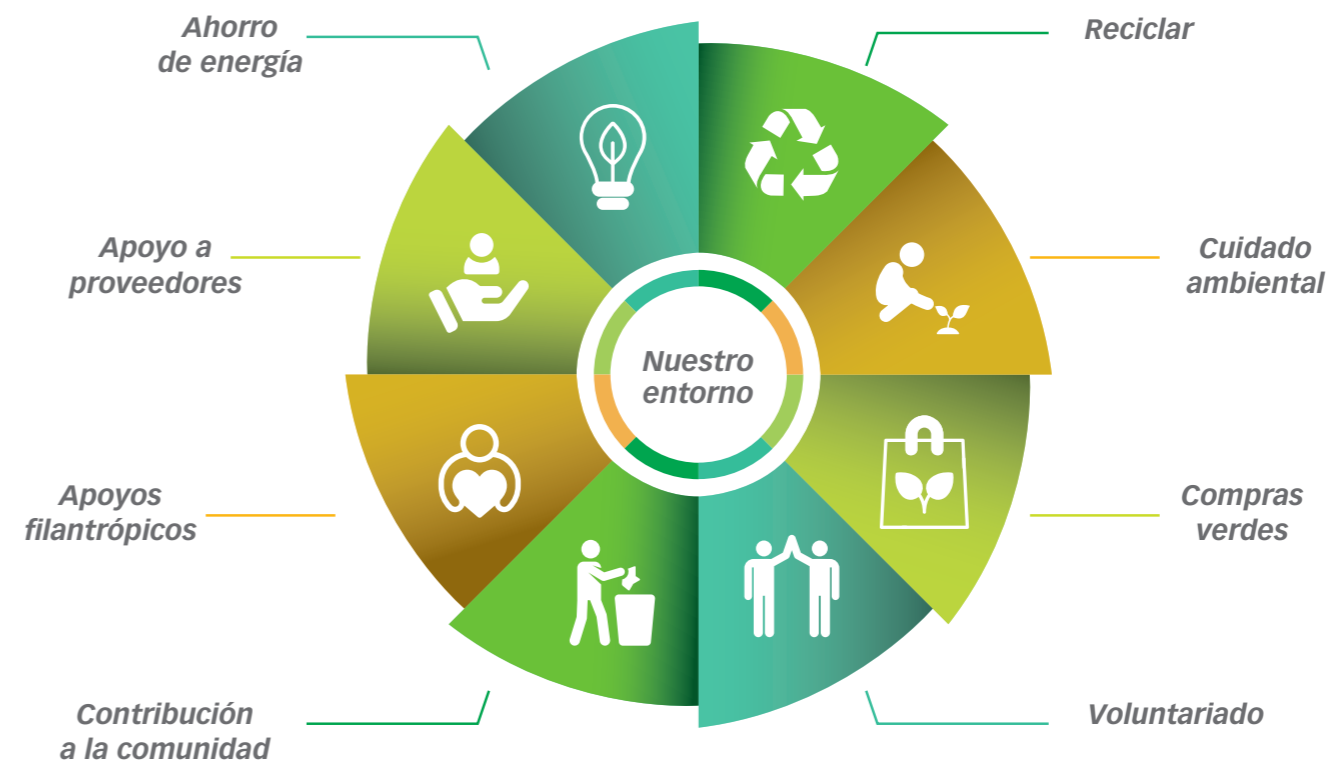 Ahorro
de energía
Reciclar
Apoyo a
proveedores
Cuidado
ambiental
Nuestro
entorno
Apoyos
filantrópicos
Compras
verdes
Contribución
a la comunidad
Voluntariado